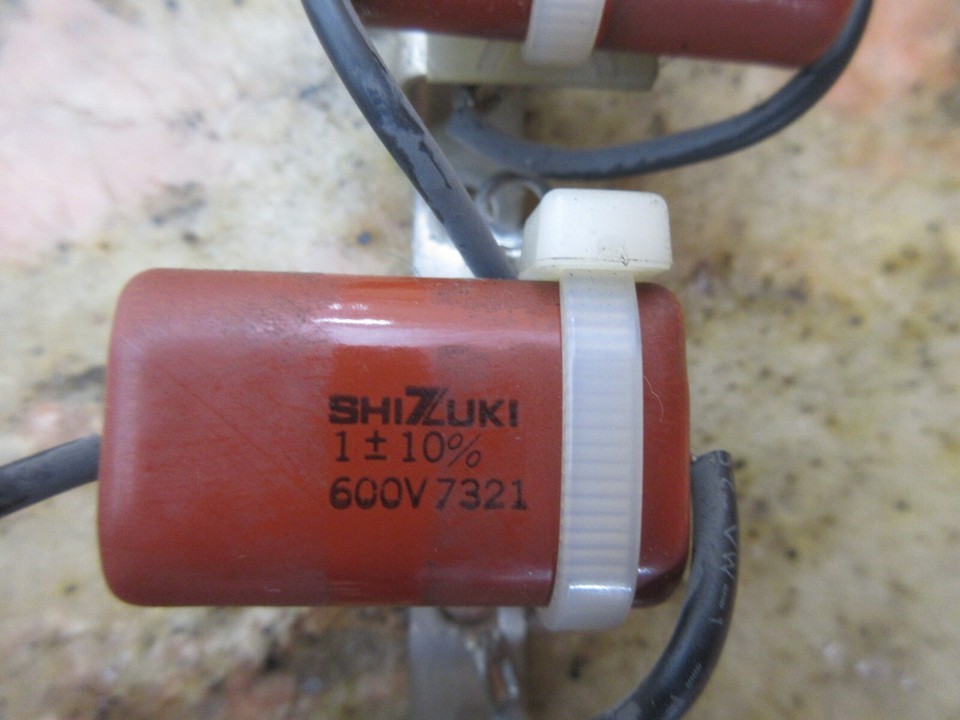 SHIZUKI
1 ± 10%
600V 7321